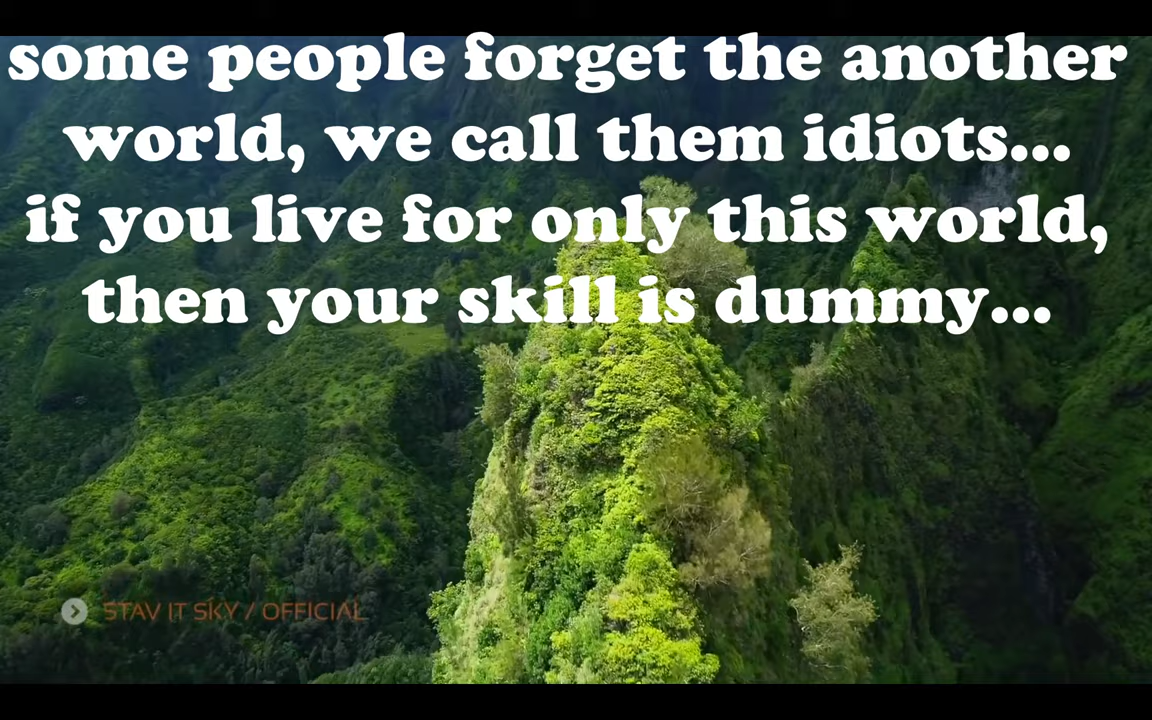 some people forget the another
world, we call them idiots...
if you live for only this world,
then your skill is dummy...
STAV IT SKY / OFFICIAL